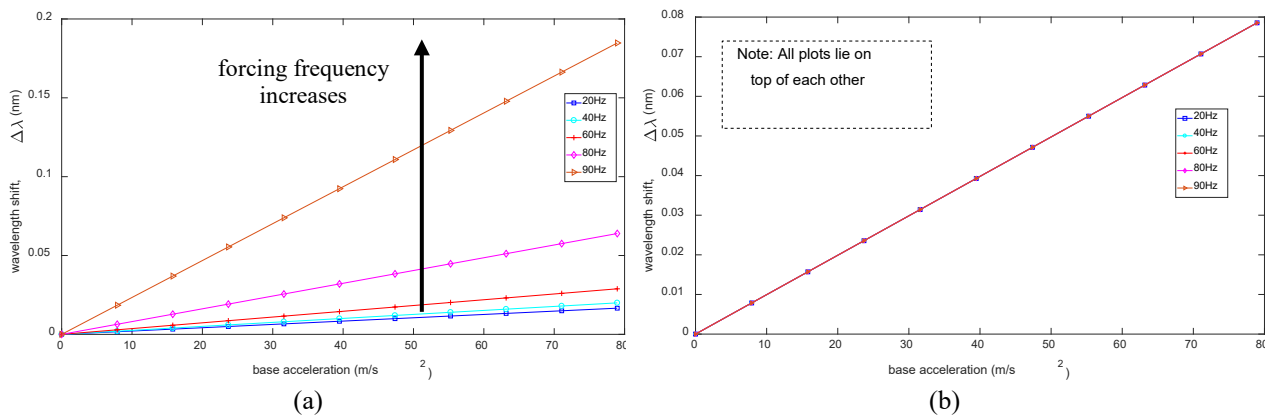 0.2
0.15
0.1
0.05
0
wavelength shift, Δ λ (nm)
forcing frequency
increases
20Hz
40Hz
60Hz
80Hz
90Hz
0 10 20 30 40 50 60 70 80
base acceleration (m/s 2)
(a)
0.08
0.07
0.06
0.05
0.04
0.03
0.02
0.01
0
wavelength shift, Δ λ (nm)
Note: All plots lie on
top of each other
20Hz
40Hz
60Hz
80Hz
90Hz
0 10 20 30 40 50 60 70 80
base acceleration (m/s 2)
(b)